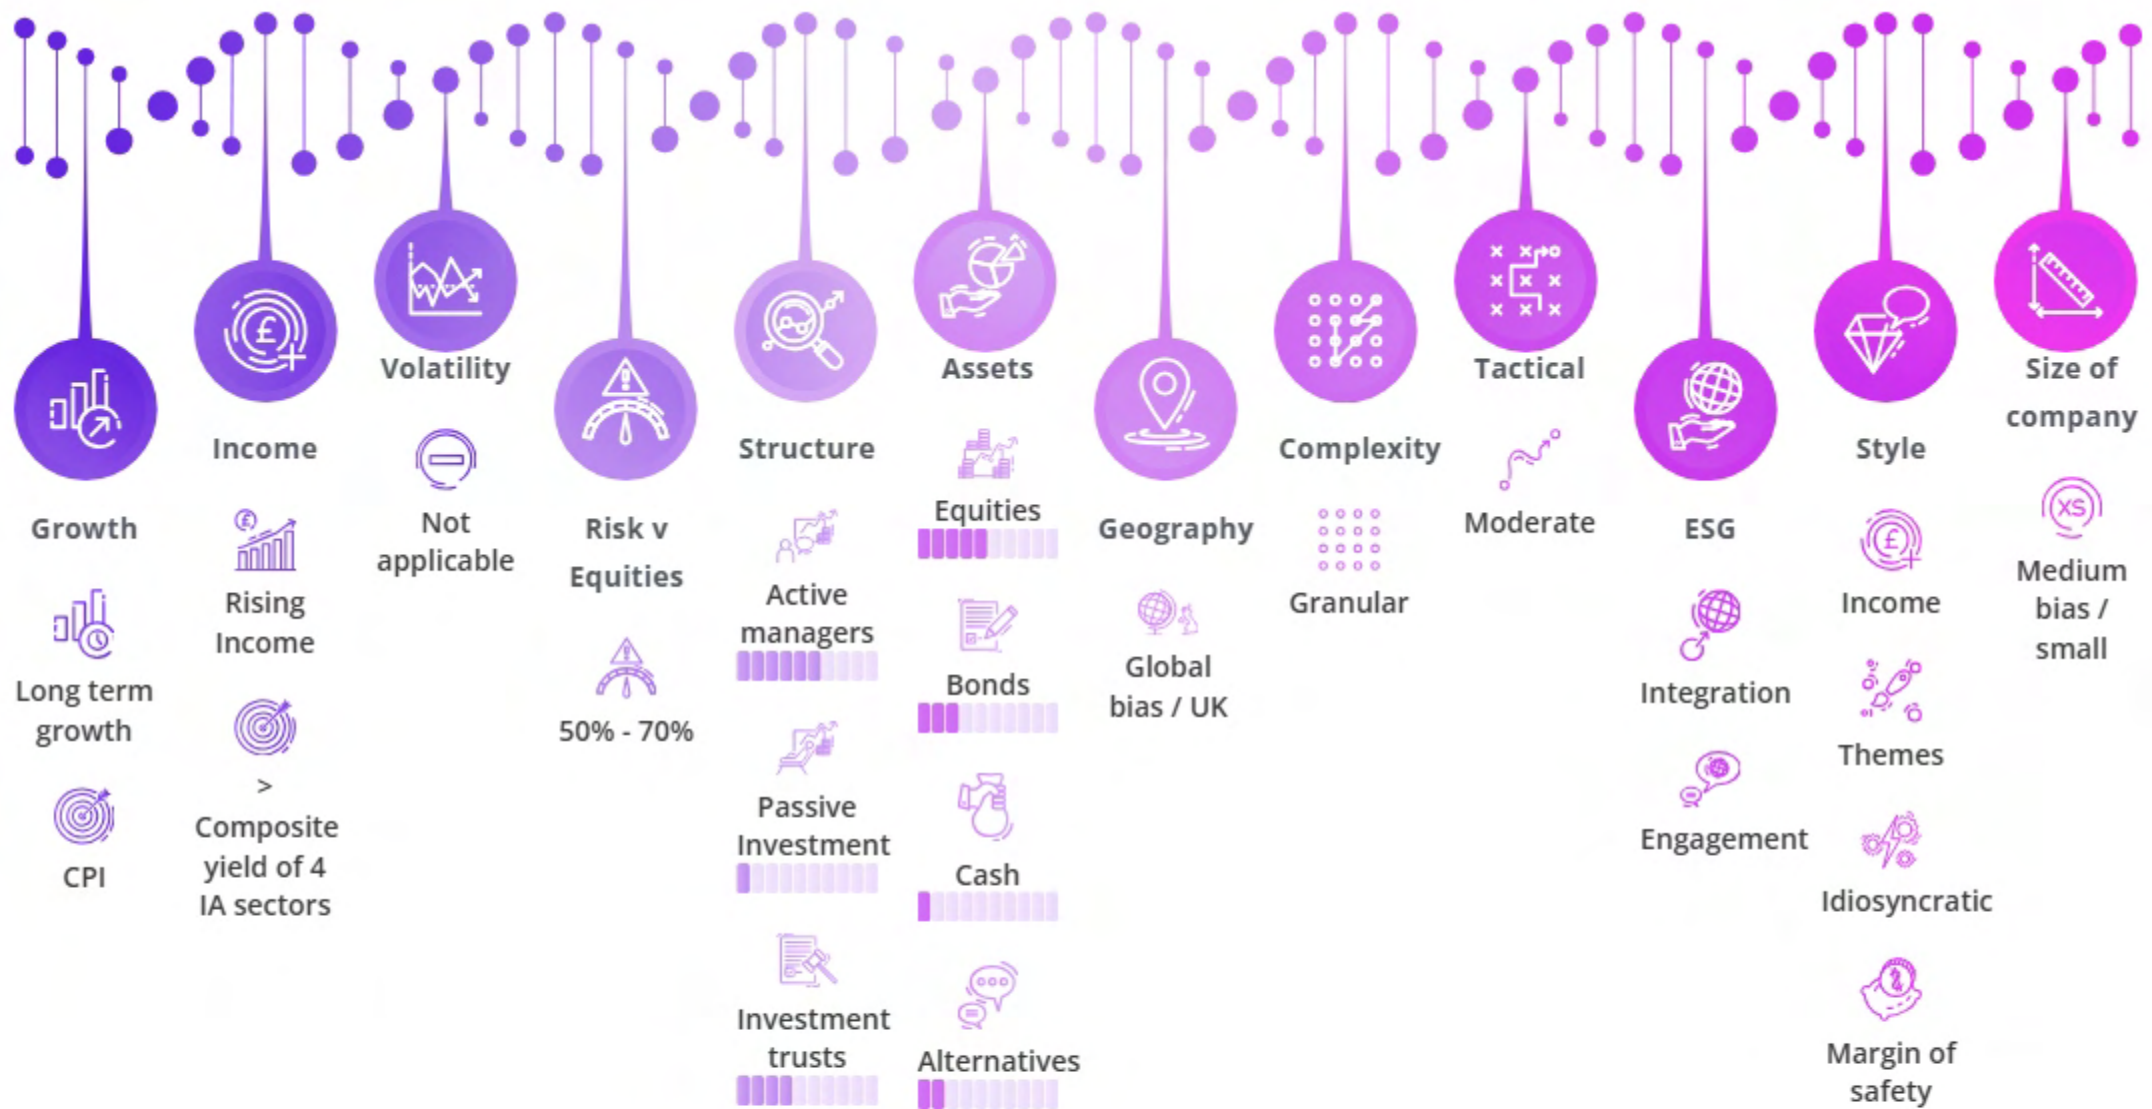 Growth
Long term
growth
CPI
Income
Rising
Income
>
Composite
yield of 4
IA sectors
Volatility
Not
applicable
Risk v
Equities
50% - 70%
Structure
Active
managers
Passive
Investment
Investment
trusts
Assets
Equities
Bonds
Cash
Alternatives
Geography
Global
bias / UK
Complexity
Granular
Tactical
Moderate
ESG
Integration
Engagement
Style
£
Income
Themes
Idiosyncratic
Margin of
safety
Size of
company
XS
Medium
bias /
small